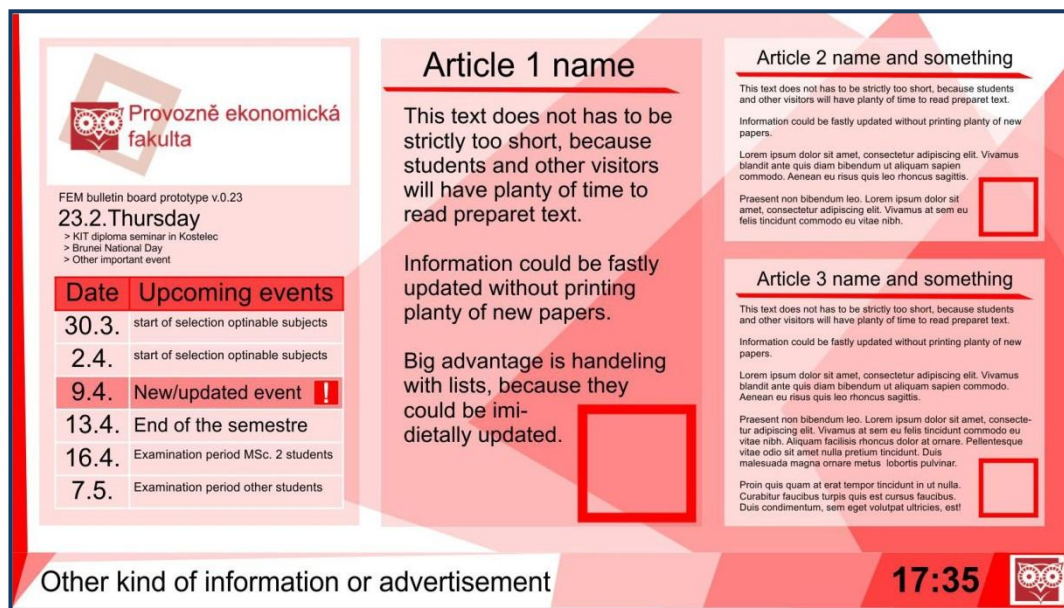 Provozně ekonomická
fakulta
FEM bulletin board prototype v.0.23
23.2.Thursday
> KIT diploma seminar in Kostelec
> Brunei National Day
> Other important event
Date Upcoming events
30.3. start of selection optinable subjects
2.4. start of selection optinable subjects
9.4. New/updated event !
13.4. End of the semestre
16.4. Examination period MSc. 2 students
7.5. Examination period other students
Article 1 name
This text does not has to be
strictly too short, because
students and other visitors
will have planty of time to
read preparet text.
Information could be fastly
updated without printing
planty of new papers.
Big advantage is handeling
with lists, because they
could be imi-
dietally updated.
Article 2 name and something
This text does not has to be strictly too short, because students
and other visitors will have planty of time to read preparet text.
Information could be fastly updated without printing planty of new
papers.
Lorem ipsum dolor sit amet, consectetur adipiscing elit. Vivamus
blandit ante quis diam bibendum ut aliquam sapien
commodo. Aenean eu risus quis leo rhoncus sagittis.
Praesent non bibendum leo. Lorem ipsum dolor sit
amet, consectetur adipiscing elit. Vivamus at sem eu
felis tincidunt commodo eu vitae nibh.
Article 3 name and something
This text does not has to be strictly too short, because students
and other visitors will have planty of time to read preparet text.
Information could be fastly updated without printing planty of new
papers.
Lorem ipsum dolor sit amet, consectetur adipiscing elit. Vivamus
blandit ante quis diam bibendum ut aliquam sapien commodo.
Aenean eu risus quis leo rhoncus sagittis.
Praesent non bibendum leo. Lorem ipsum dolor sit amet, consecte-
tur adipiscing elit. Vivamus at sem eu felis tincidunt commodo eu
vitae nibh. Aliquam facilisis rhoncus dolor at ornare. Pellentesque
vitae odio sit amet nulla pretium tincidunt. Duis
malesuada magna ornare metus lobortis pulvinar.
Proin quis quam at erat tempor tincidunt in ut nulla.
Curabitur faucibus turpis quis est cursus faucibus.
Duis condimentum, sem eget volutpat ultricies, est!
Other kind of information or advertisement
17:35